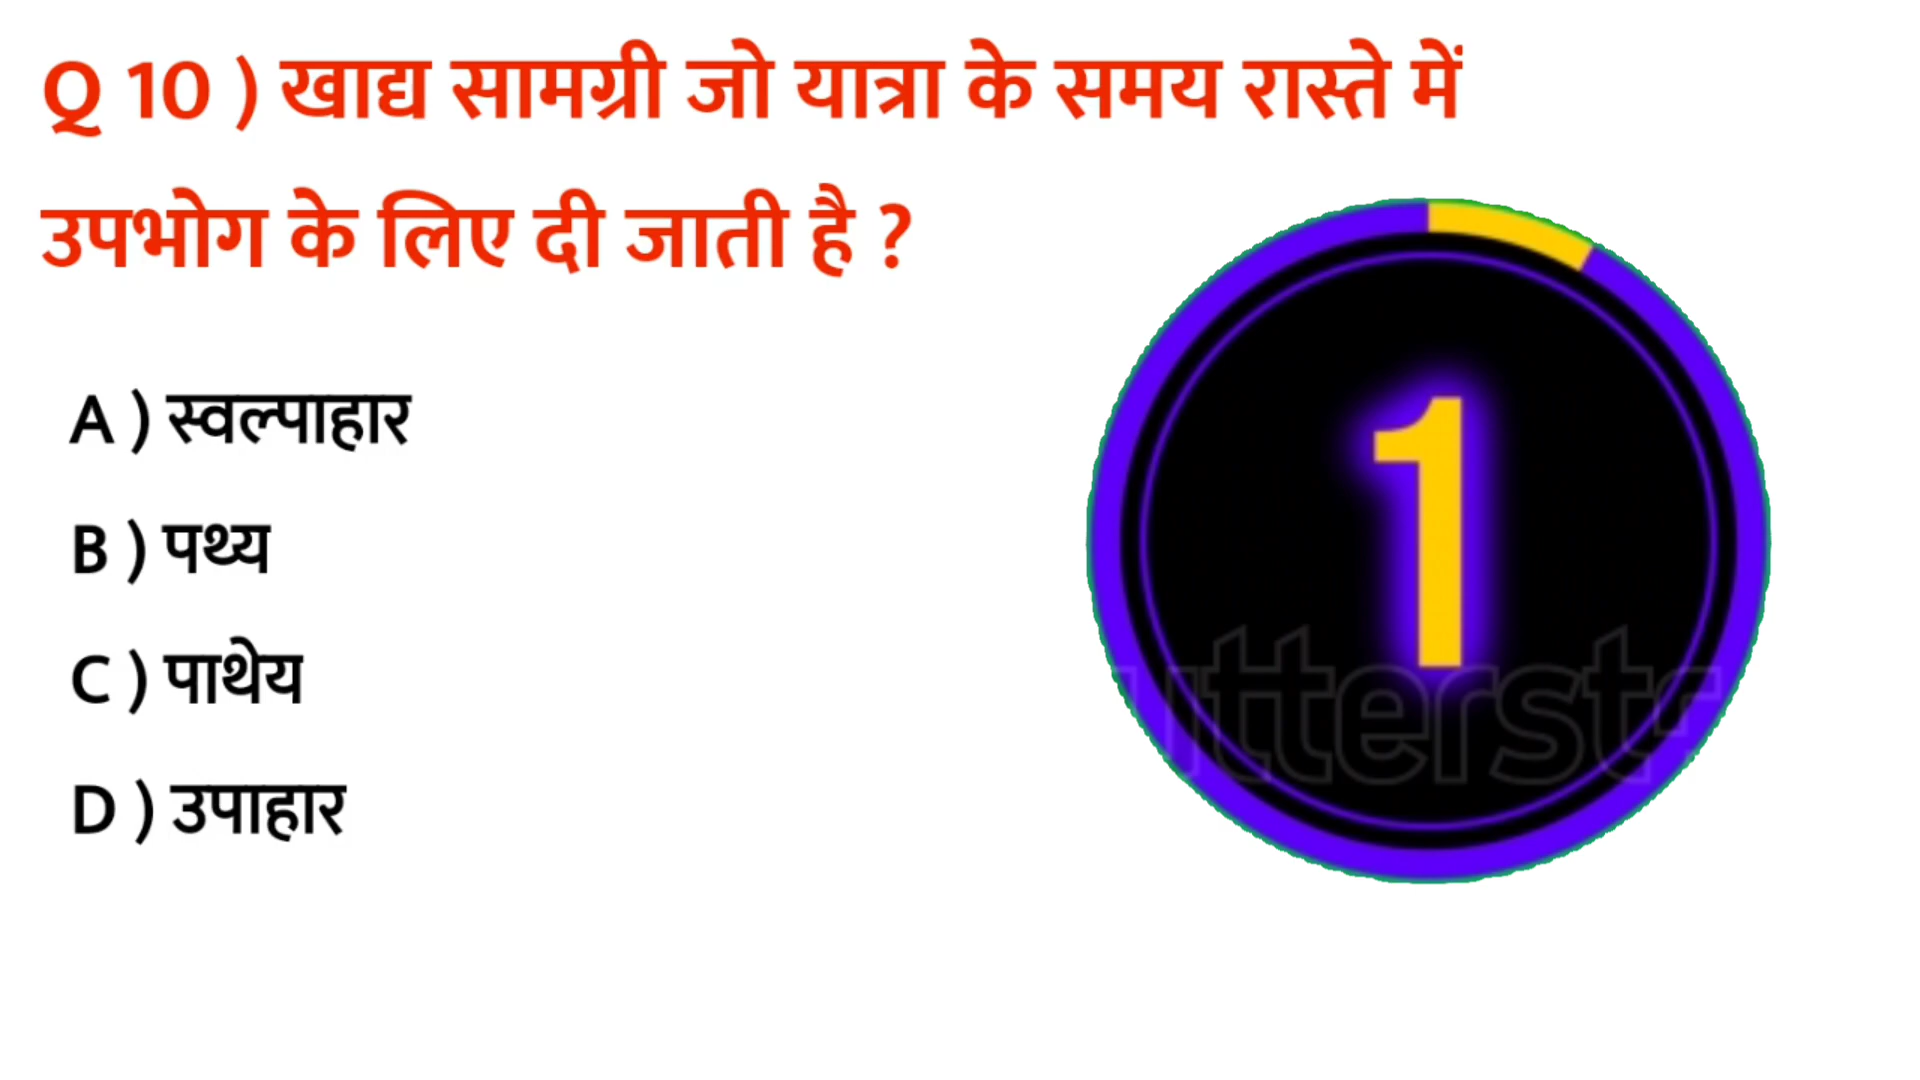 Q 10 ) खाद्य सामग्री जो यात्रा के समय रास्ते में
उपभोग के लिए दी जाती है ?
A ) स्वल्पाहार
B ) पथ्य
C ) पाथेय
D ) उपाहार
1